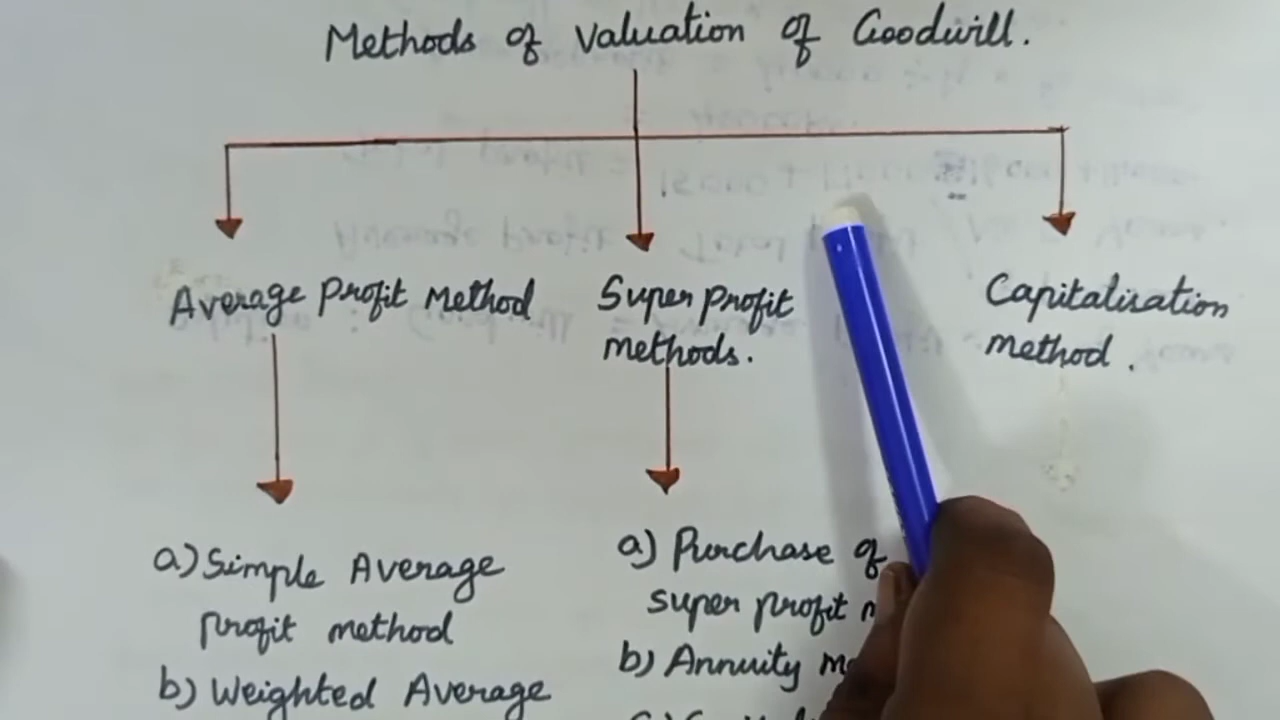 Methods of Valuation of Goodwill.
Average Profit Method
Super Profit
methods.
Capitalisation
method.
a) Simple Average
profit method
b) Weighted Average
a) Purchase of
super profit
b) Annuity